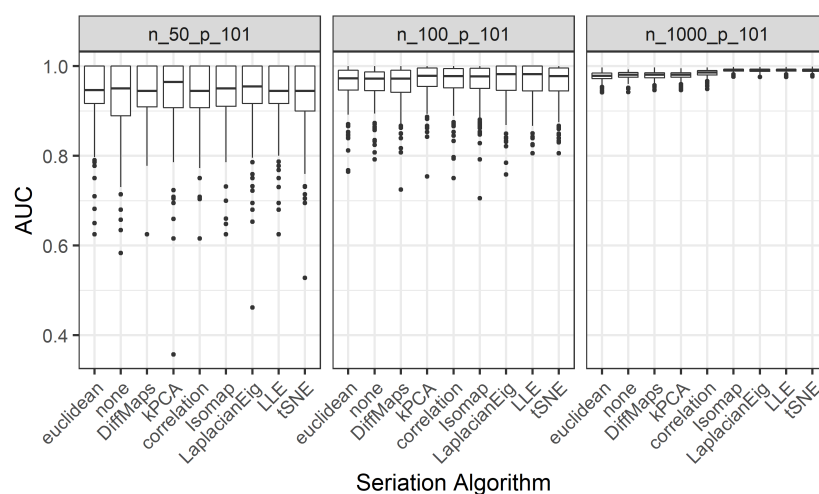 n_50_p_101
n_100_p_101
n_1000_p_101
AUC
1.0
0.8
0.6
0.4
euclidean
none
DiffMaps
kPCA
correlation
Isomap
LaplacianEig
LLE
tSNE
euclidean
none
DiffMaps
kPCA
correlation
Isomap
LaplacianEig
LLE
tSNE
euclidean
none
DiffMaps
kPCA
correlation
Isomap
LaplacianEig
LLE
tSNE
Seriation Algorithm